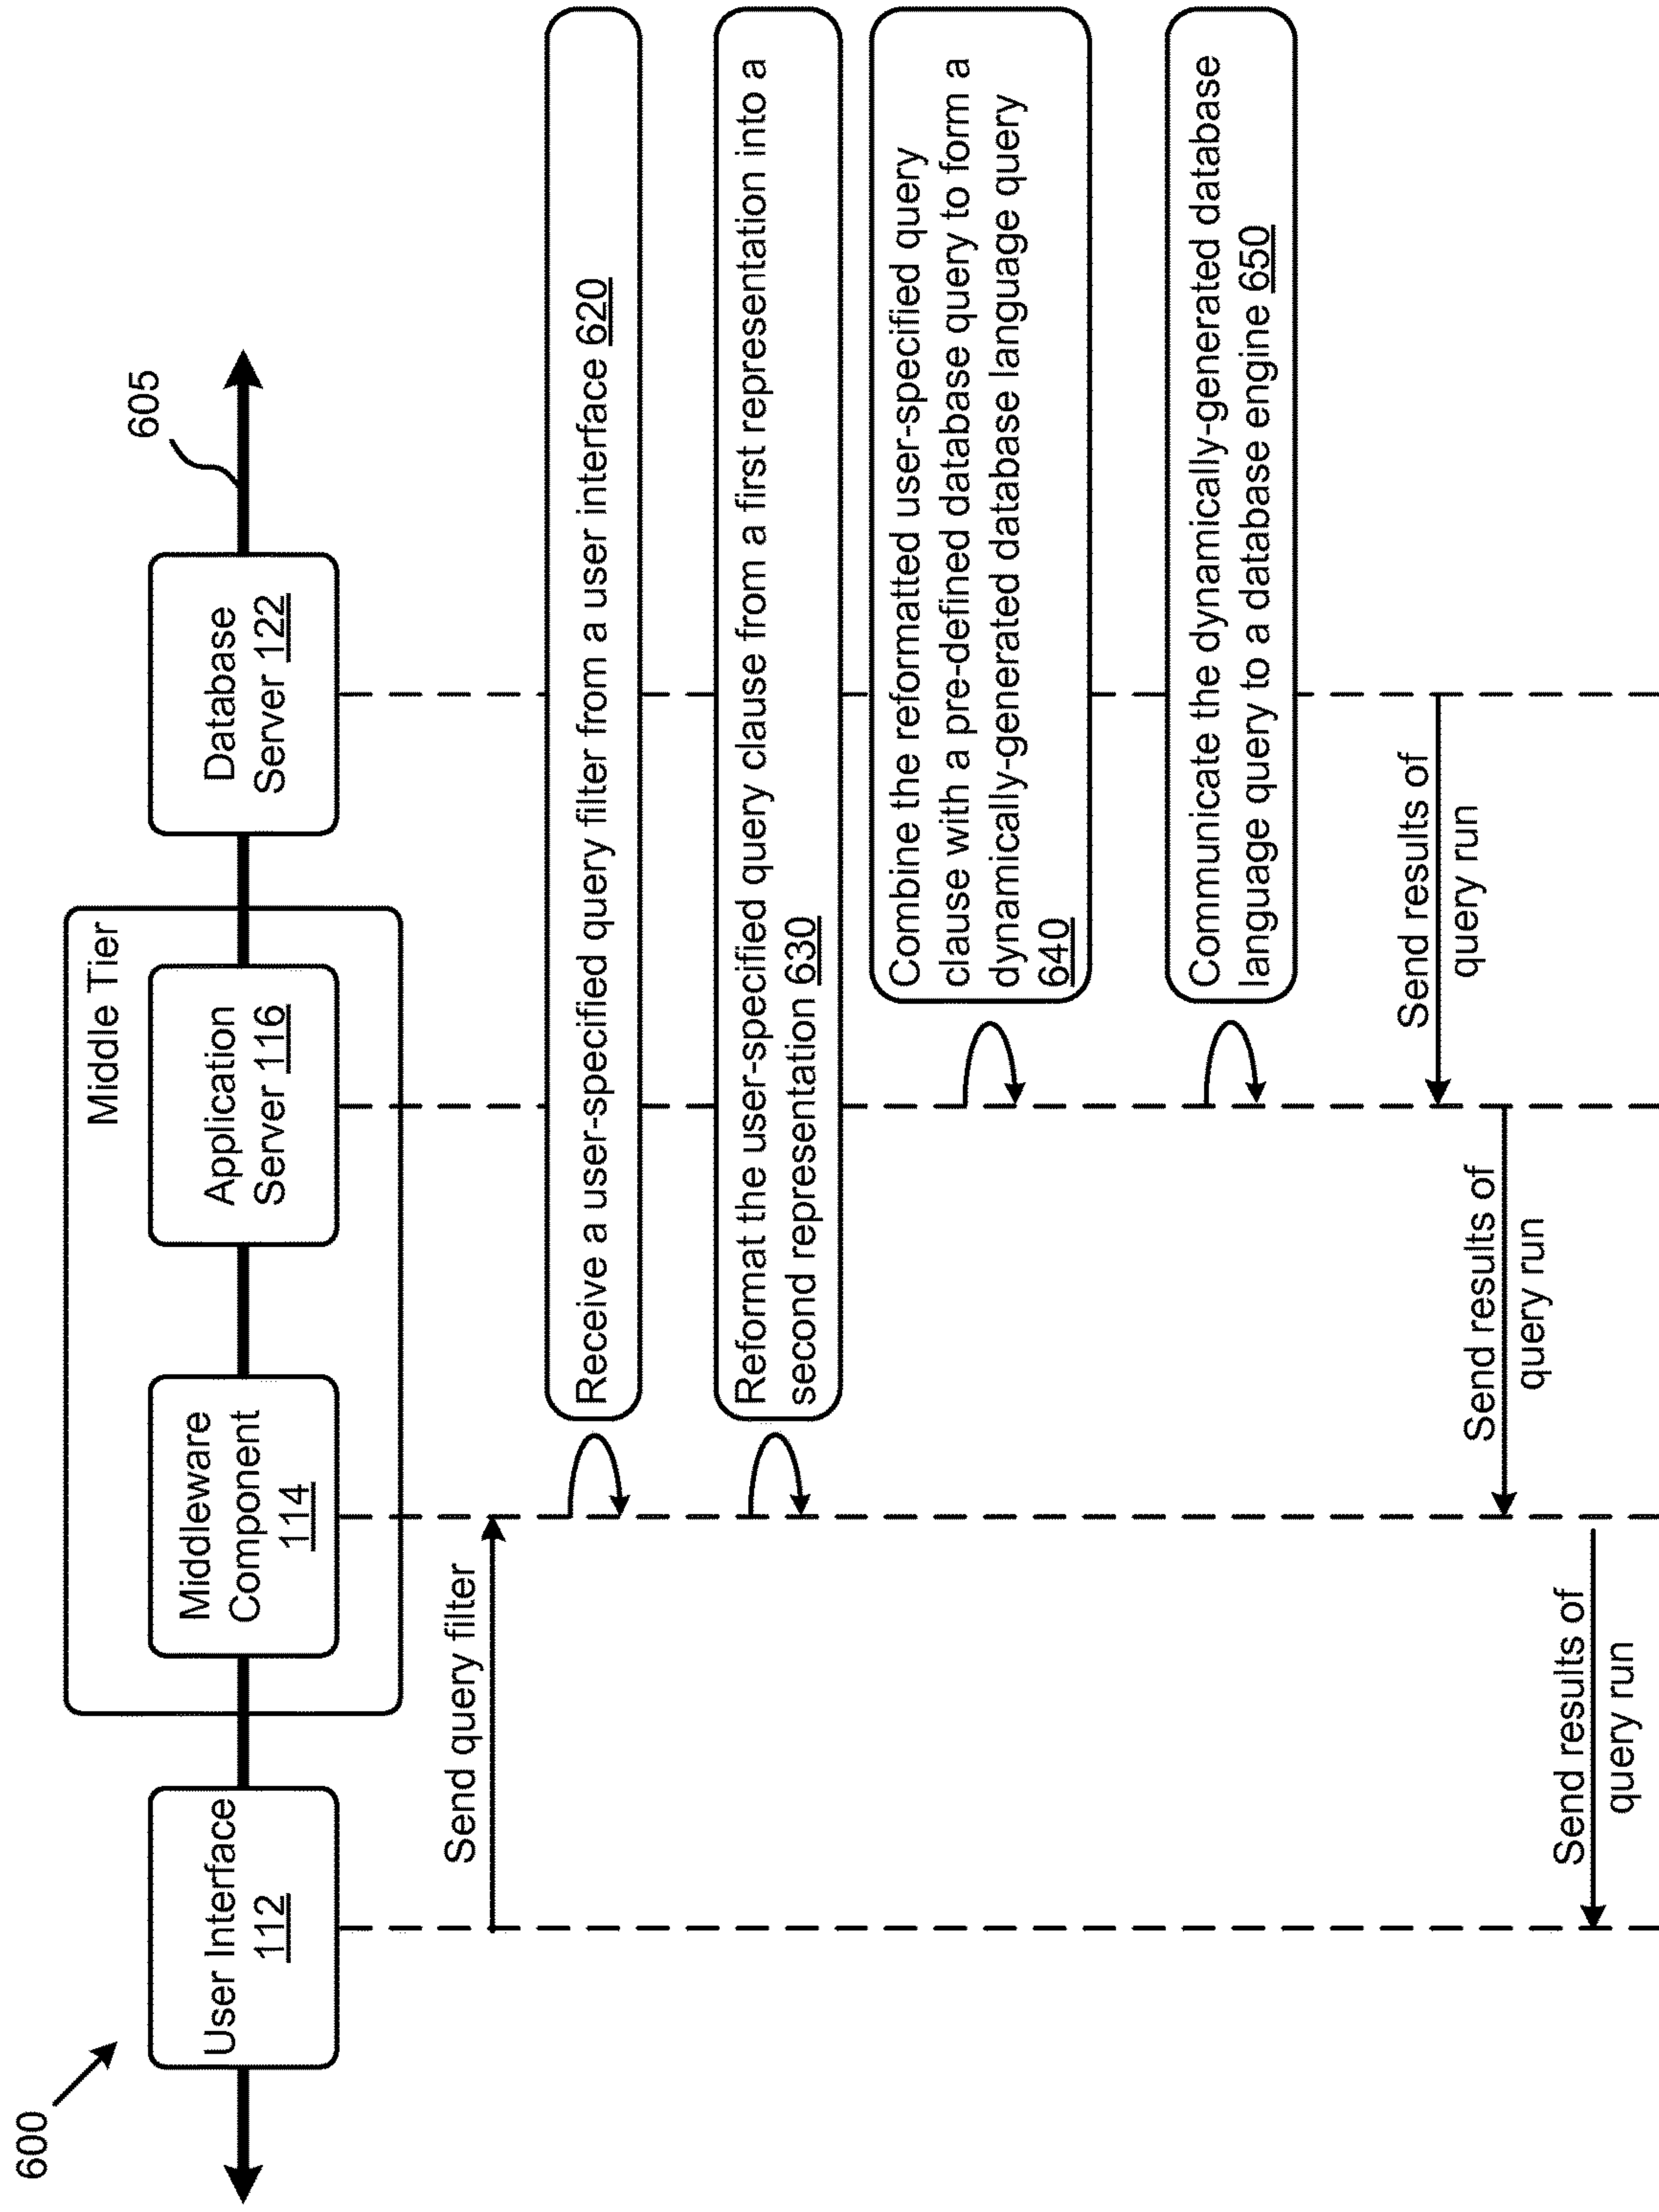 600
605
Middle Tier
User Interface
112
Middleware
Component
114
Application
Server 116
Database
Server 122
Send query filter
Receive a user-specified query filter from a user interface 620
Reformat the user-specified query clause from a first representation into a
second representation 630
Combine the reformatted user-specified query
clause with a pre-defined database query to form a
dynamically-generated database language query
640
Communicate the dynamically-generated database
language query to a database engine 650
Send results of
query run
Send results of
query run
Send results of
query run